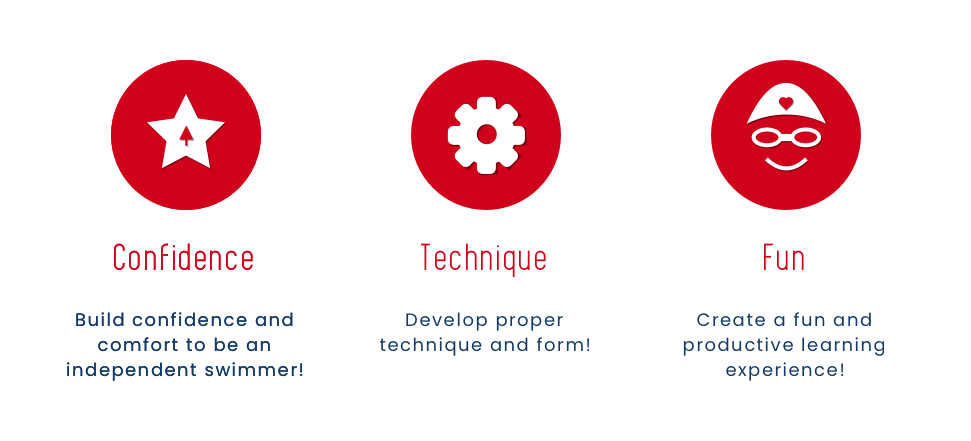 Confidence
Build confidence and
comfort to be an
independent swimmer!
Technique
Develop proper
technique and form!
Fun
Create a fun and
productive learning
experience!